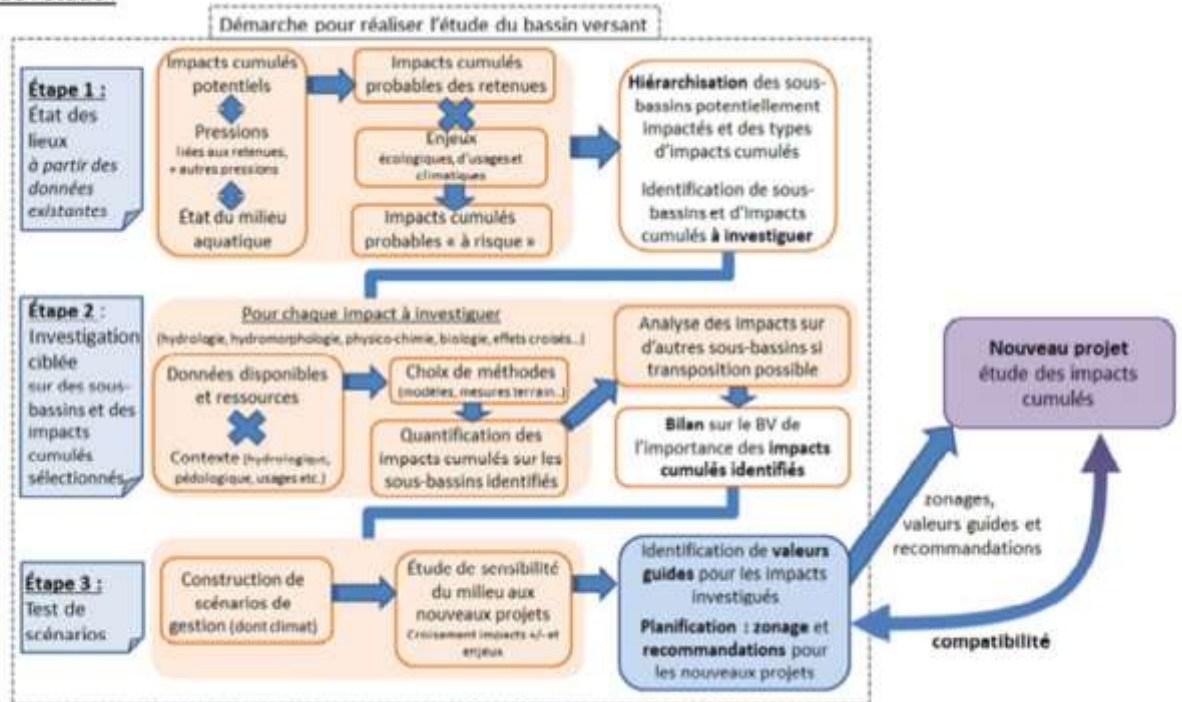 Démarche pour réaliser l'étude du bassin versant
Étape 1 :
État des
lieux
à partir des
données
existantes
Impacts cumulés
potentiels
Pressions
liées aux retenues,
+ autres pressions
État du milieu
aquatique
Impacts cumulés
probables des retenues
Enjeux
écologiques, d'usages et
climatiques
Impacts cumulés
probables « à risque »
Hiérarchisation des sous-
bassins potentiellement
impactés et des types
d'impacts cumulés
Identification de sous-
bassins et d'impacts
cumulés à investiguer
Étape 2 :
Investigation
ciblée
sur des sous-
bassins et des
impacts
cumulés
sélectionnés
Pour chaque impact à investiguer
(hydrologie, hydromorphologie, physico-chimie, biologie, effets croisés...)
Données disponibles
et ressources
Contexte (hydrologique,
pédologique, usages etc.)
Choix de méthodes
(modèles, mesures terrain..)
Quantification des
impacts cumulés sur les
sous-bassins identifiés
Analyse des impacts sur
d'autres sous-bassins si
transposition possible
Bilan sur le BV de
l'importance des impacts
cumulés identifiés
Étape 3 :
Test de
scénarios
Construction de
scénarios de
gestion (dont climat)
Étude de sensibilité
du milieu aux
nouveaux projets
Croisement impacts +/- et
enjeux
Identification de valeurs
guides pour les impacts
investigués
Planification : zonage et
recommandations pour
les nouveaux projets
Nouveau projet
étude des impacts
cumulés
zonages,
valeurs guides et
recommandations
compatibilité